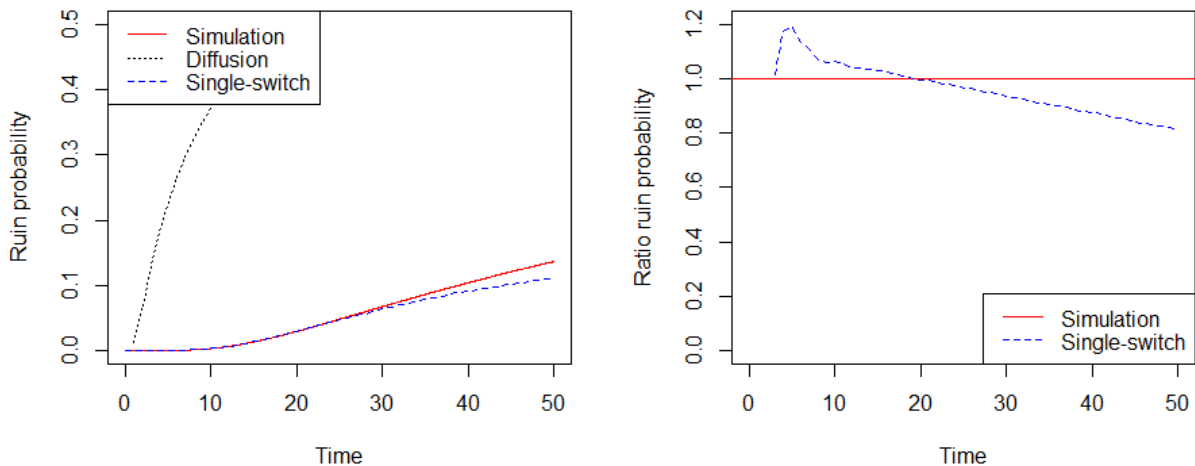 Simulation
Diffusion
Single-switch
Ruin probability
0.0
0.1
0.2
0.3
0.4
0.5
0
10
20
30
40
50
Time
Ratio ruin probability
0.0
0.2
0.4
0.6
0.8
1.0
1.2
Simulation
Single-switch
0
10
20
30
40
50
Time